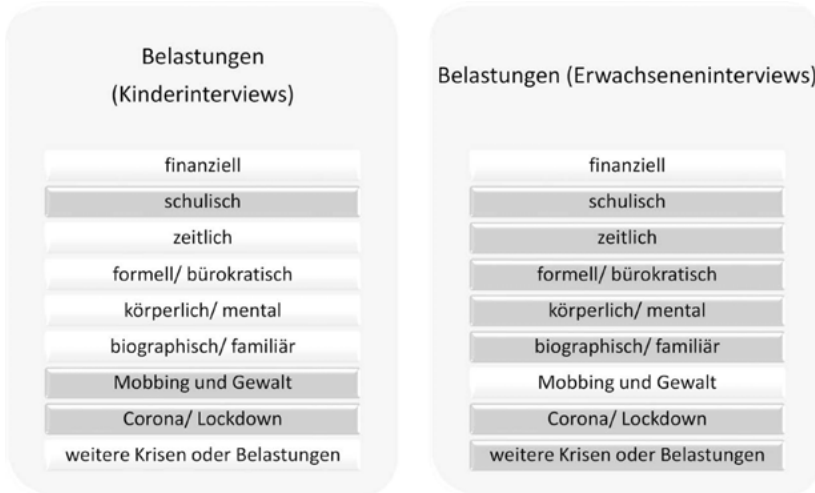 Belastungen
(Kinderinterviews)
finanziell
schulisch
zeitlich
formell/ bürokratisch
körperlich/ mental
biographisch/ familiär
Mobbing und Gewalt
Corona/ Lockdown
weitere Krisen oder Belastungen
Belastungen (Erwachseneninterviews)
finanziell
schulisch
zeitlich
formell/ bürokratisch
körperlich/ mental
biographisch/ familiär
Mobbing und Gewalt
Corona/ Lockdown
weitere Krisen oder Belastungen